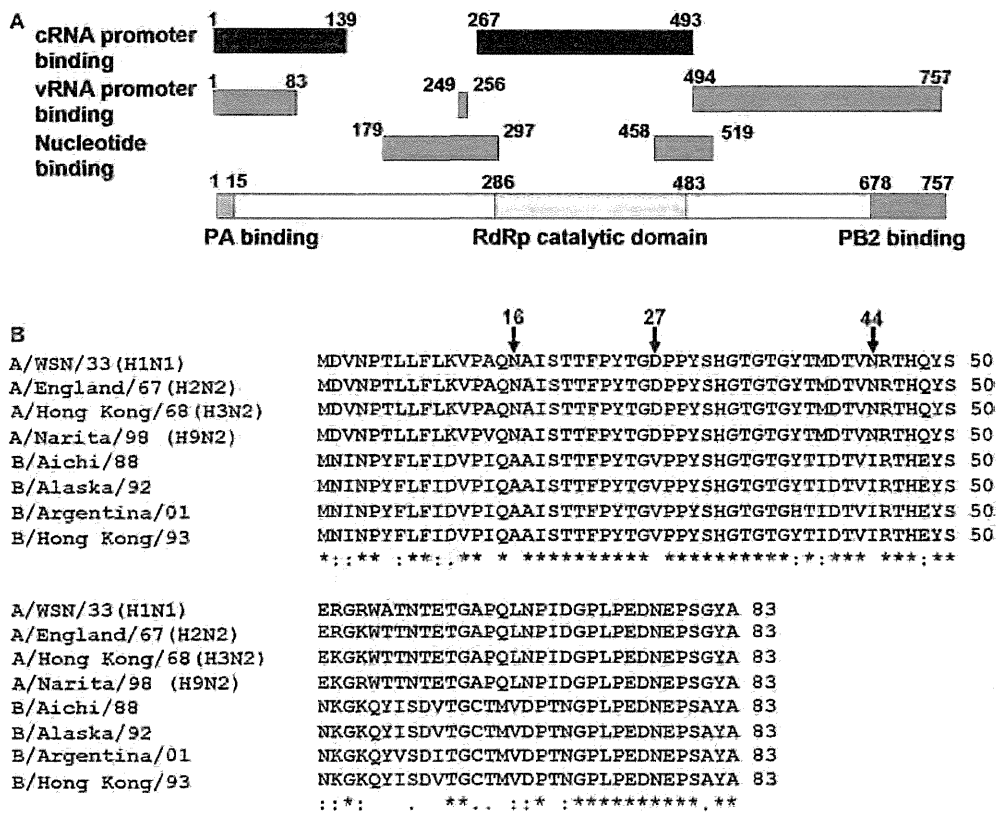 A
1 139 267 493
cRNA promoter binding
1 83 249 256 494 757
vRNA promoter binding
179 297 458 519
Nucleotide binding
1 15 286 483 678 757
PA binding RdRp catalytic domain PB2 binding
B
16 27 44
A/WSN/33(H1N1) MDVNPTLLFLKVPAQNAISTTFPYTGDPPYSHGTGTGYTMDTVNRTHQYS 50
A/England/67(H2N2) MDVNPTLLFLKVPAQNAISTTFPYTGDPPYSHGTGTGYTMDTVNRTHQYS 50
A/Hong Kong/68(H3N2) MDVNPTLLFLKVPAQNAISTTFPYTGDPPYSHGTGTGYTMDTVNRTHQYS 50
A/Narita/98 (H9N2) MDVNPTLLFLKVPVQNAISTTFPYTGDPPYSHGTGTGYTMDTVNRTHQYS 50
B/Aichi/88 MNINPYFLFIDVPIQAAISTTFPYTGVPPYSHGTGTGYTIDTVIRTHEYS 50
B/Alaska/92 MNINPYFLFIDVPIQAAISTTFPYTGVPPYSHGTGTGYTIDTVIRTHEYS 50
B/Argentina/01 MNINPYFLFIDVPIQAAISTTFPYTGVPPYSHGTGTGHTIDTVIRTHEYS 50
B/Hong Kong/93 MNINPYFLFIDVPIQAAISTTFPYTGVPPYSHGTGTGYTIDTVIRTHEYS 50
*::** :**:.** * ********** **********:*:*** ***:**
A/WSN/33(H1N1) ERGRWATNTETGAPQLNPIDGPLPEDNEPSGYA 83
A/England/67(H2N2) ERGKWTTNTETGAPQLNPIDGPLPEDNEPSGYA 83
A/Hong Kong/68(H3N2) EKGKWTTNTETGAPQLNPIDGPLPEDNEPSGYA 83
A/Narita/98 (H9N2) EKGRWTTNTETGAPQLNPIDGPLPEDNEPSGYA 83
B/Aichi/88 NKGKQYISDVTGCTMVDPTNGPLPEDNEPSAYA 83
B/Alaska/92 NKGKQYISDVTGCTMVDPTNGPLPEDNEPSAYA 83
B/Argentina/01 NKGKQYVSDITGCTMVDPTNGPLPEDNEPSAYA 83
B/Hong Kong/93 NKGKQYISDVTGCTMVDPTNGPLPEDNEPSAYA 83
::*: . **.. ::* :**********.**